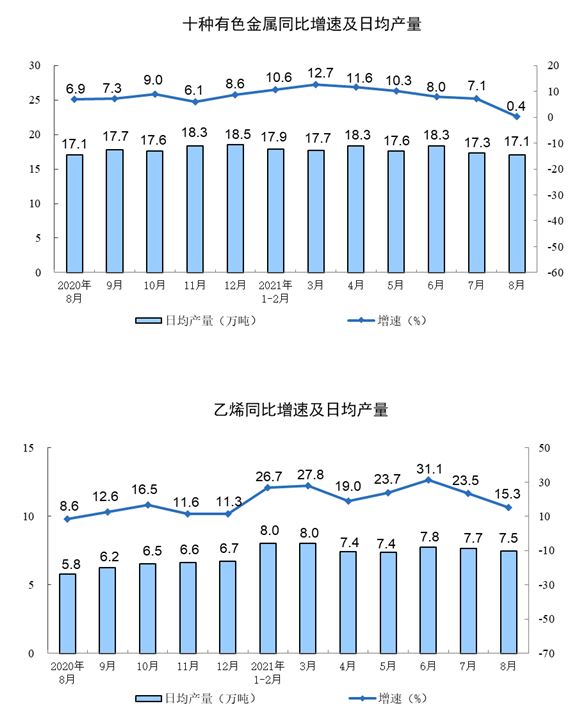 十种有色金属同比增速及日均产量
30 20
6.9 7.3 9.0 6.1 8.6 10.6 12.7 11.6 10.3 8.0 7.1 0.4
25 10
20 0
17.1 17.7 17.6 18.3 18.5 17.9 17.7 18.3 17.6 18.3 17.3 17.1
-10
15 -20
10 -30
-40
5 -50
0 -60
2020年 9月 10月 11月 12月 2021年 3月 4月 5月 6月 7月 8月
8月 1-2月
日均产量（万吨） 增速（%）
乙烯同比增速及日均产量
15 50
8.6 12.6 16.5 11.6 11.3 26.7 27.8 19.0 23.7 31.1 23.5 15.3
30
10 10
5.8 6.2 6.5 6.6 6.7 8.0 8.0 7.4 7.4 7.8 7.7 7.5
-10
5 -30
-50
0 -70
2020年 9月 10月 11月 12月 2021年 3月 4月 5月 6月 7月 8月
8月 1-2月
日均产量（万吨） 增速（%）